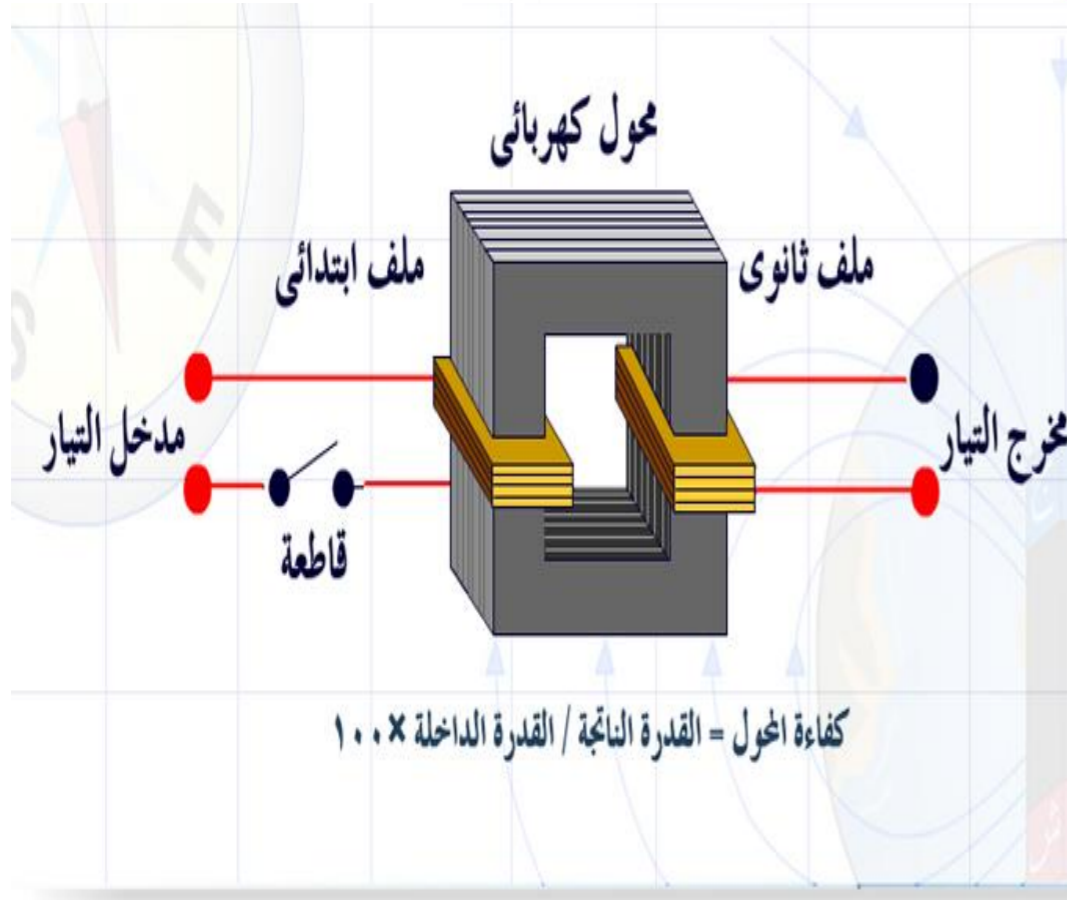 محول كهربائى
ملف ابتدائى
ملف ثانوى
مدخل التيار
مخرج التيار
قاطعة
كفاءة المحول = القدرة الناتجة / القدرة الداخلة × ١٠٠
E
S